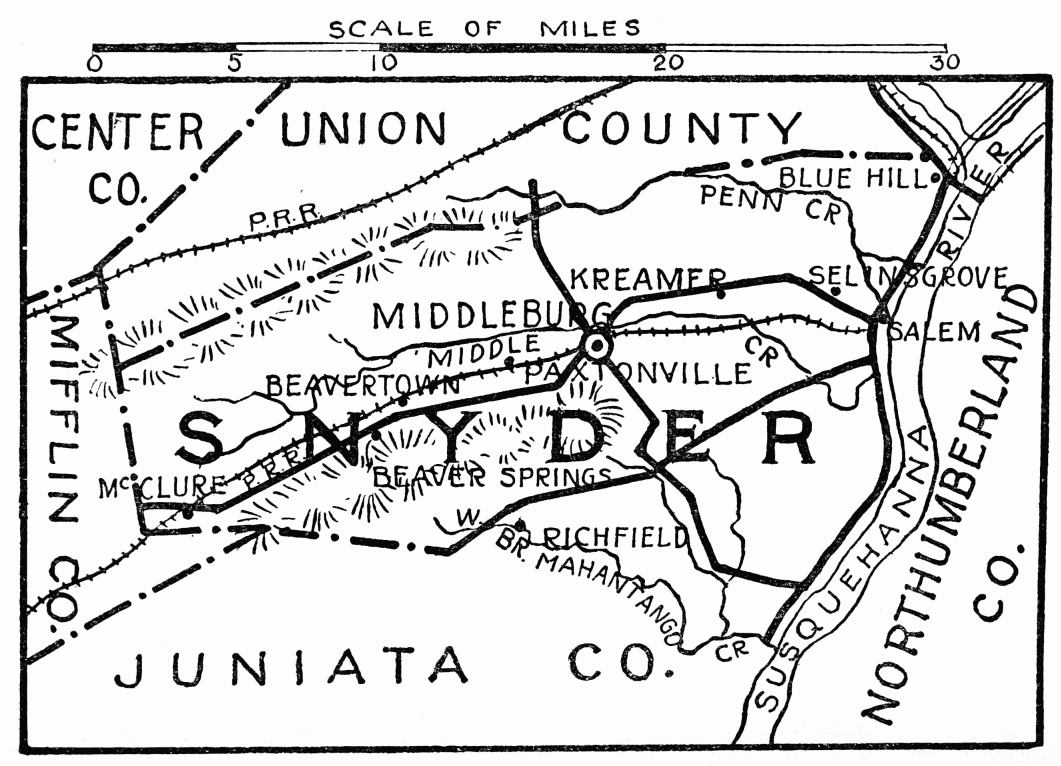 SCALE OF MILES
0 5 10 20 30
CENTER CO.
UNION COUNTY
BLUE HILL
PENN CR
RIVER
P.R.R.
KREAMER
SELINSGROVE
MIDDLEBURG
SALEM
MIDDLE CR
PAXTONVILLE
BEAVERTOWN
SNYDER
MIFFLIN CO.
McCLURE
P.R.R.
BEAVER SPRINGS
W. BR. MAHANTANGO CR
RICHFIELD
SUSQUEHANNA
NORTHUMBERLAND CO.
JUNIATA CO.